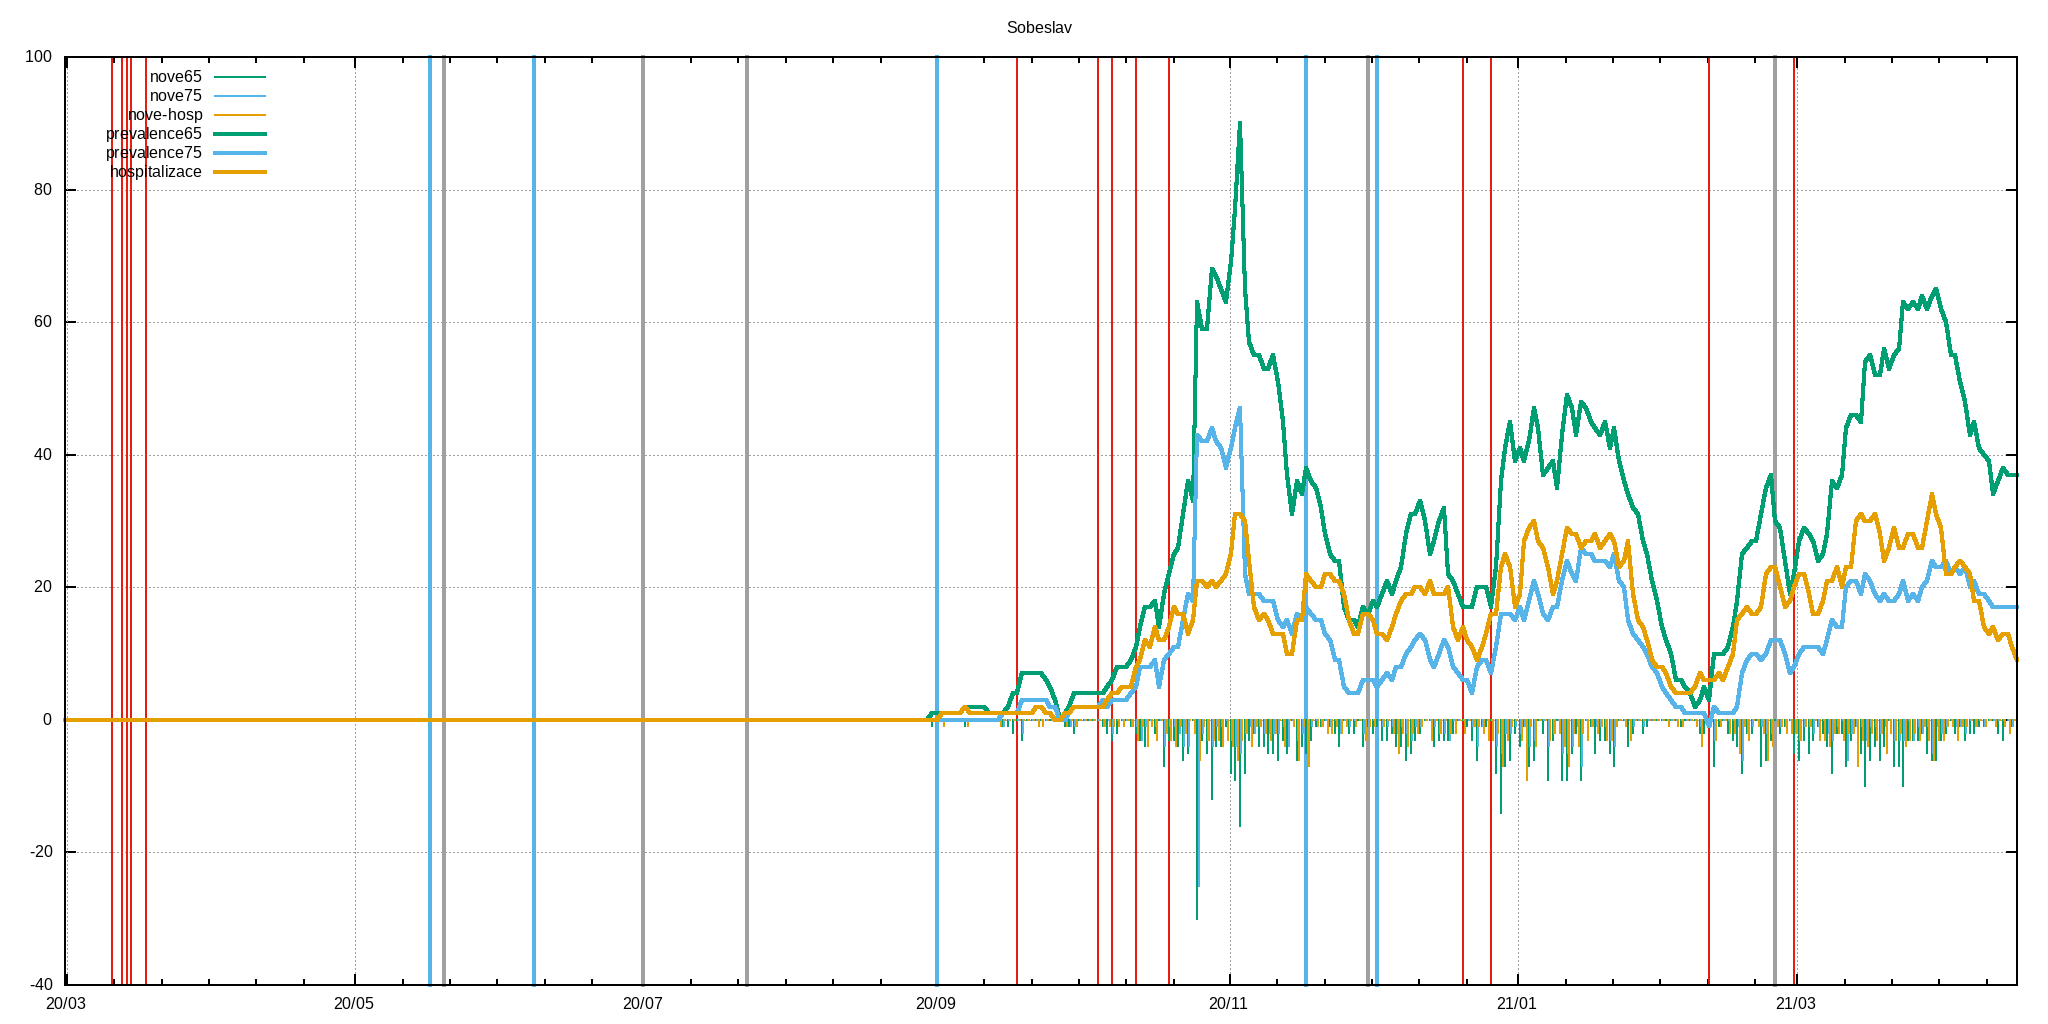 Sobeslav
100
80
60
40
20
0
-20
-40
nove65
nove75
nove-hosp
prevalence65
prevalence75
hospitalizace
20/03 20/05 20/07 20/09 20/11 21/01 21/03